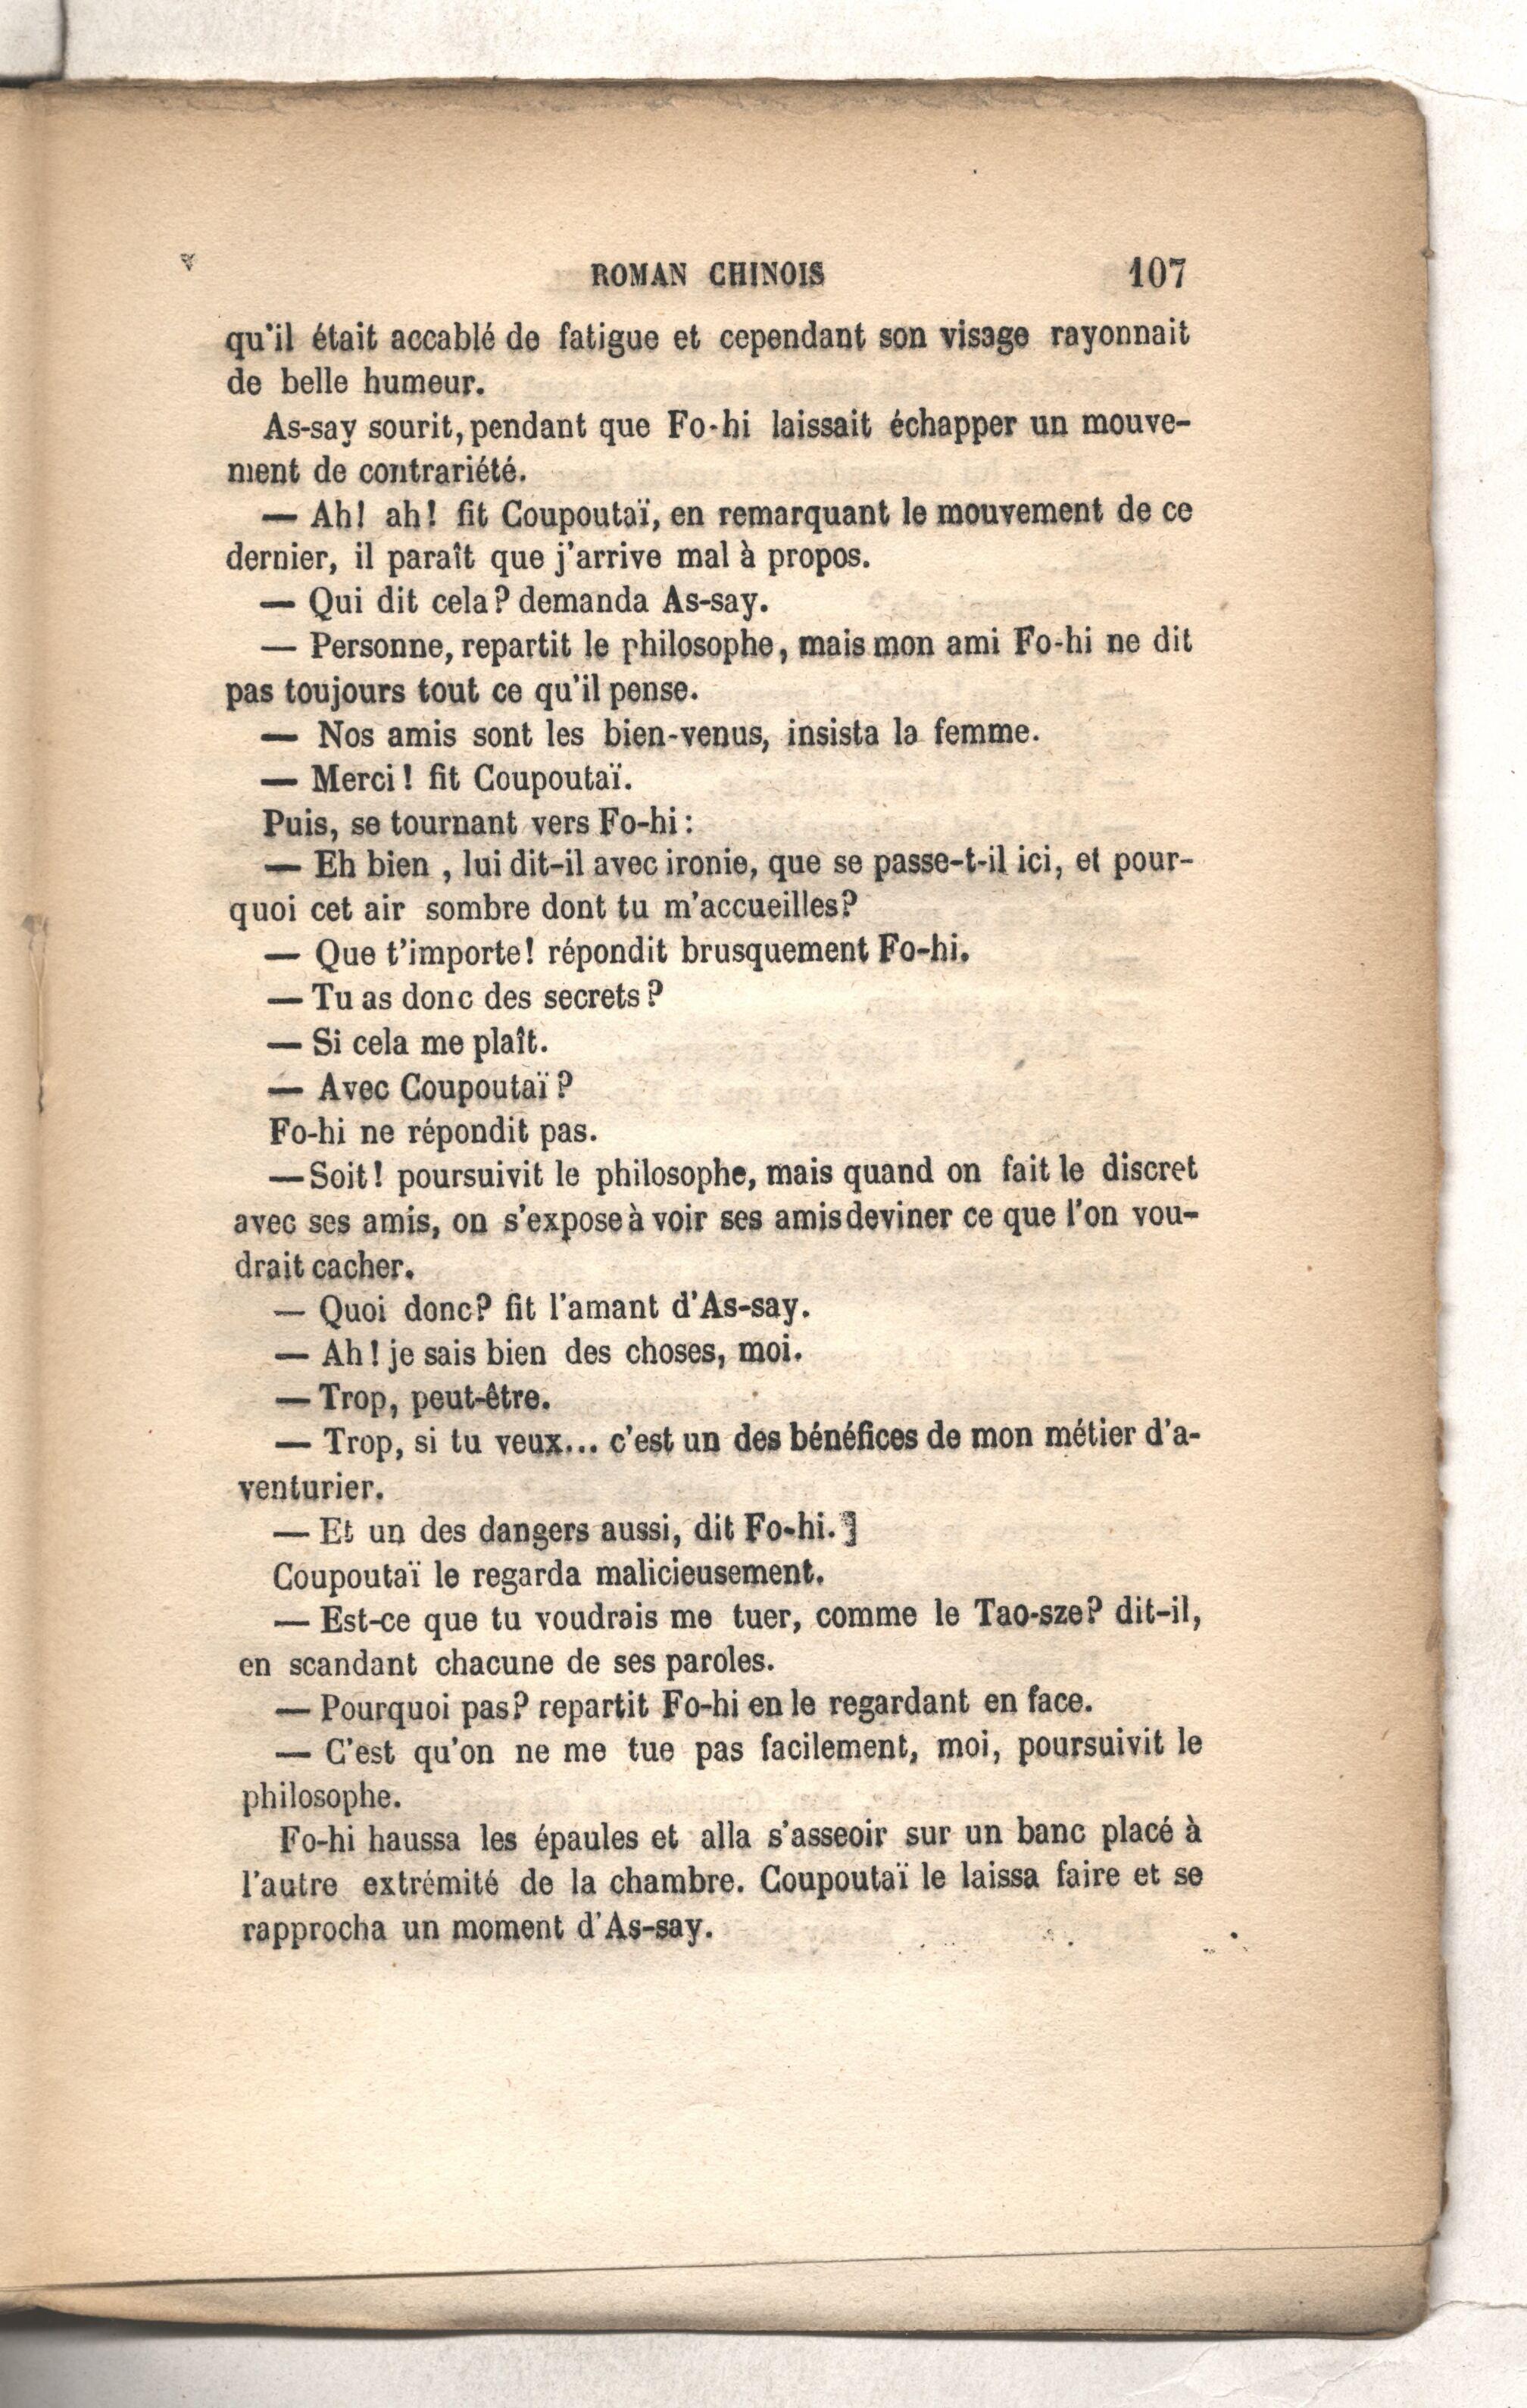 ROMAN CHINOIS 107
qu'il était accablé de fatigue et cependant son visage rayonnait
de belle humeur.
As-say sourit, pendant que Fo-hi laissait échapper un mouve-
ment de contrariété.
— Ah! ah! fit Coupoutaï, en remarquant le mouvement de ce
dernier, il paraît que j'arrive mal à propos.
— Qui dit cela? demanda As-say.
— Personne, repartit le philosophe, mais mon ami Fo-hi ne dit
pas toujours tout ce qu'il pense.
— Nos amis sont les bien-venus, insista la femme.
— Merci! fit Coupoutaï.
Puis, se tournant vers Fo-hi:
— Eh bien, lui dit-il avec ironie, que se passe-t-il ici, et pour-
quoi cet air sombre dont tu m'accueilles?
— Que t'importe! répondit brusquement Fo-hi.
— Tu as donc des secrets?
— Si cela me plaît.
— Avec Coupoutaï?
Fo-hi ne répondit pas.
— Soit! poursuivit le philosophe, mais quand on fait le discret
avec ses amis, on s'expose à voir ses amis deviner ce que l'on vou-
drait cacher.
— Quoi donc? fit l'amant d'As-say.
— Ah! je sais bien des choses, moi.
— Trop, peut-être.
— Trop, si tu veux... c'est un des bénéfices de mon métier d'a-
venturier.
— Et un des dangers aussi, dit Fo-hi.]
Coupoutaï le regarda malicieusement.
— Est-ce que tu voudrais me tuer, comme le Tao-sze? dit-il,
en scandant chacune de ses paroles.
— Pourquoi pas? repartit Fo-hi en le regardant en face.
— C'est qu'on ne me tue pas facilement, moi, poursuivit le
philosophe.
Fo-hi haussa les épaules et alla s'asseoir sur un banc placé à
l'autre extrémité de la chambre. Coupoutaï le laissa faire et se
rapprocha un moment d'As-say.